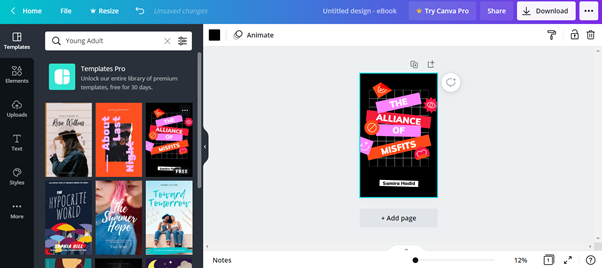 Home
File
Resize
Unsaved changes
Untitled design - eBook
Try Canva Pro
Share
Download
Templates
Young Adult
Animate
Templates Pro
Unlock our entire library of premium
templates, free for 30 days.
Elements
Uploads
Text
Styles
More
Rose Wilkins
About
Last
Night
THE
ALLIANCE
OF
MISFITS
FREE
THE
HYPOCRITE
WORLD
SOPHIA HILL
The
Summer
Hope
Toward
Tomorrow
THE
ALLIANCE
OF
MISFITS
Sumira Hadid
+ Add page
Notes
12%
1